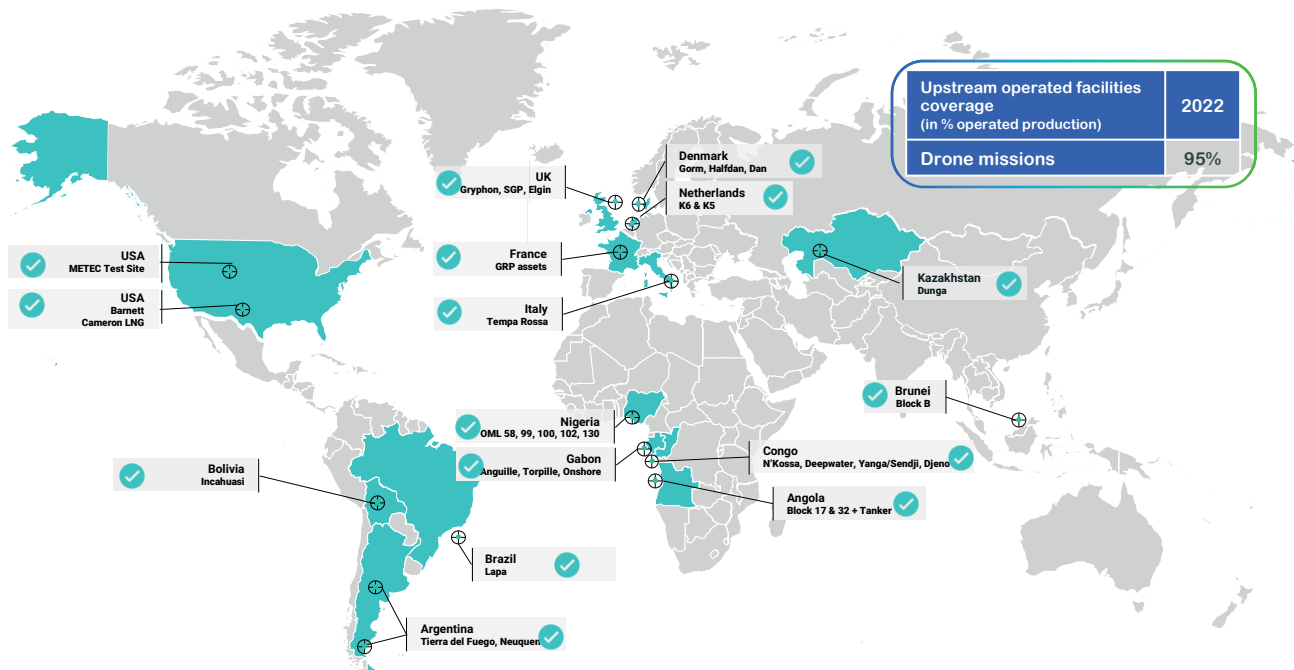 Upstream operated facilities
coverage
(in % operated production)
2022
Drone missions
95%
Denmark
Gorm, Halfdan, Dan
UK
Gryphon, SGP, Elgin
Netherlands
K6 & K5
USA
METEC Test Site
France
GRP assets
Kazakhstan
Dunga
USA
Barnett
Cameron LNG
Italy
Tempa Rossa
Brunei
Block B
Nigeria
OML 58, 99, 100, 102, 130
Gabon
Anguille, Torpille, Onshore
Congo
N'Kossa, Deepwater, Yanga/Sendji, Djeno
Bolivia
Incahuasi
Angola
Block 17 & 32 + Tanker
Brazil
Lapa
Argentina
Tierra del Fuego, Neuquen